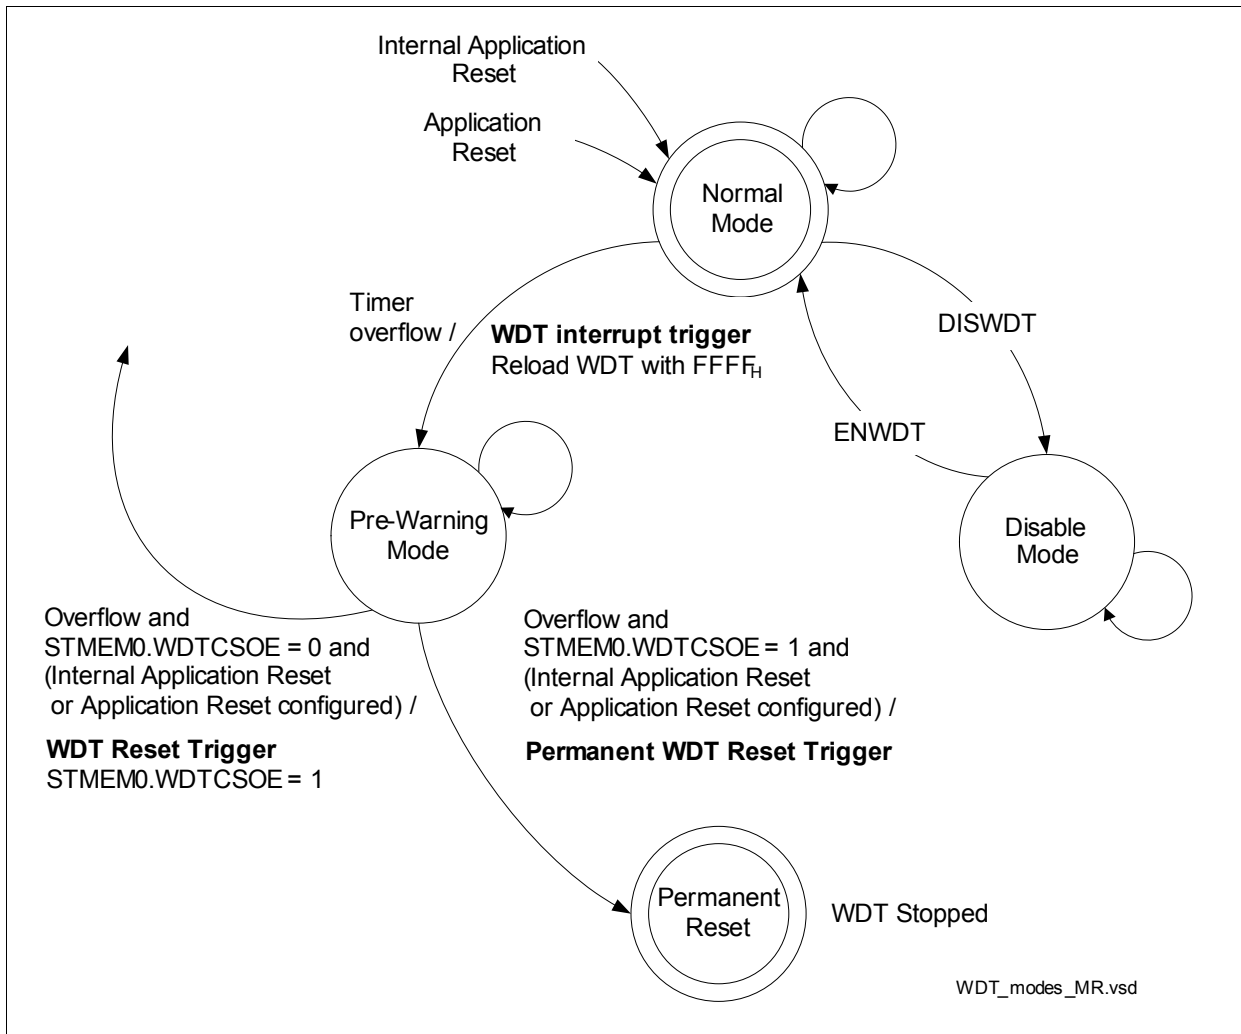 Internal Application
Reset
Application
Reset
Normal
Mode
Timer
overflow /
WDT interrupt trigger
Reload WDT with FFFFH
DISWDT
ENWDT
Pre-Warning
Mode
Disable
Mode
Overflow and
STMEM0.WDTCSOE = 0 and
(Internal Application Reset
or Application Reset configured) /
WDT Reset Trigger
STMEM0.WDTCSOE = 1
Overflow and
STMEM0.WDTCSOE = 1 and
(Internal Application Reset
or Application Reset configured) /
Permanent WDT Reset Trigger
Permanent
Reset
WDT Stopped
WDT_modes_MR.vsd